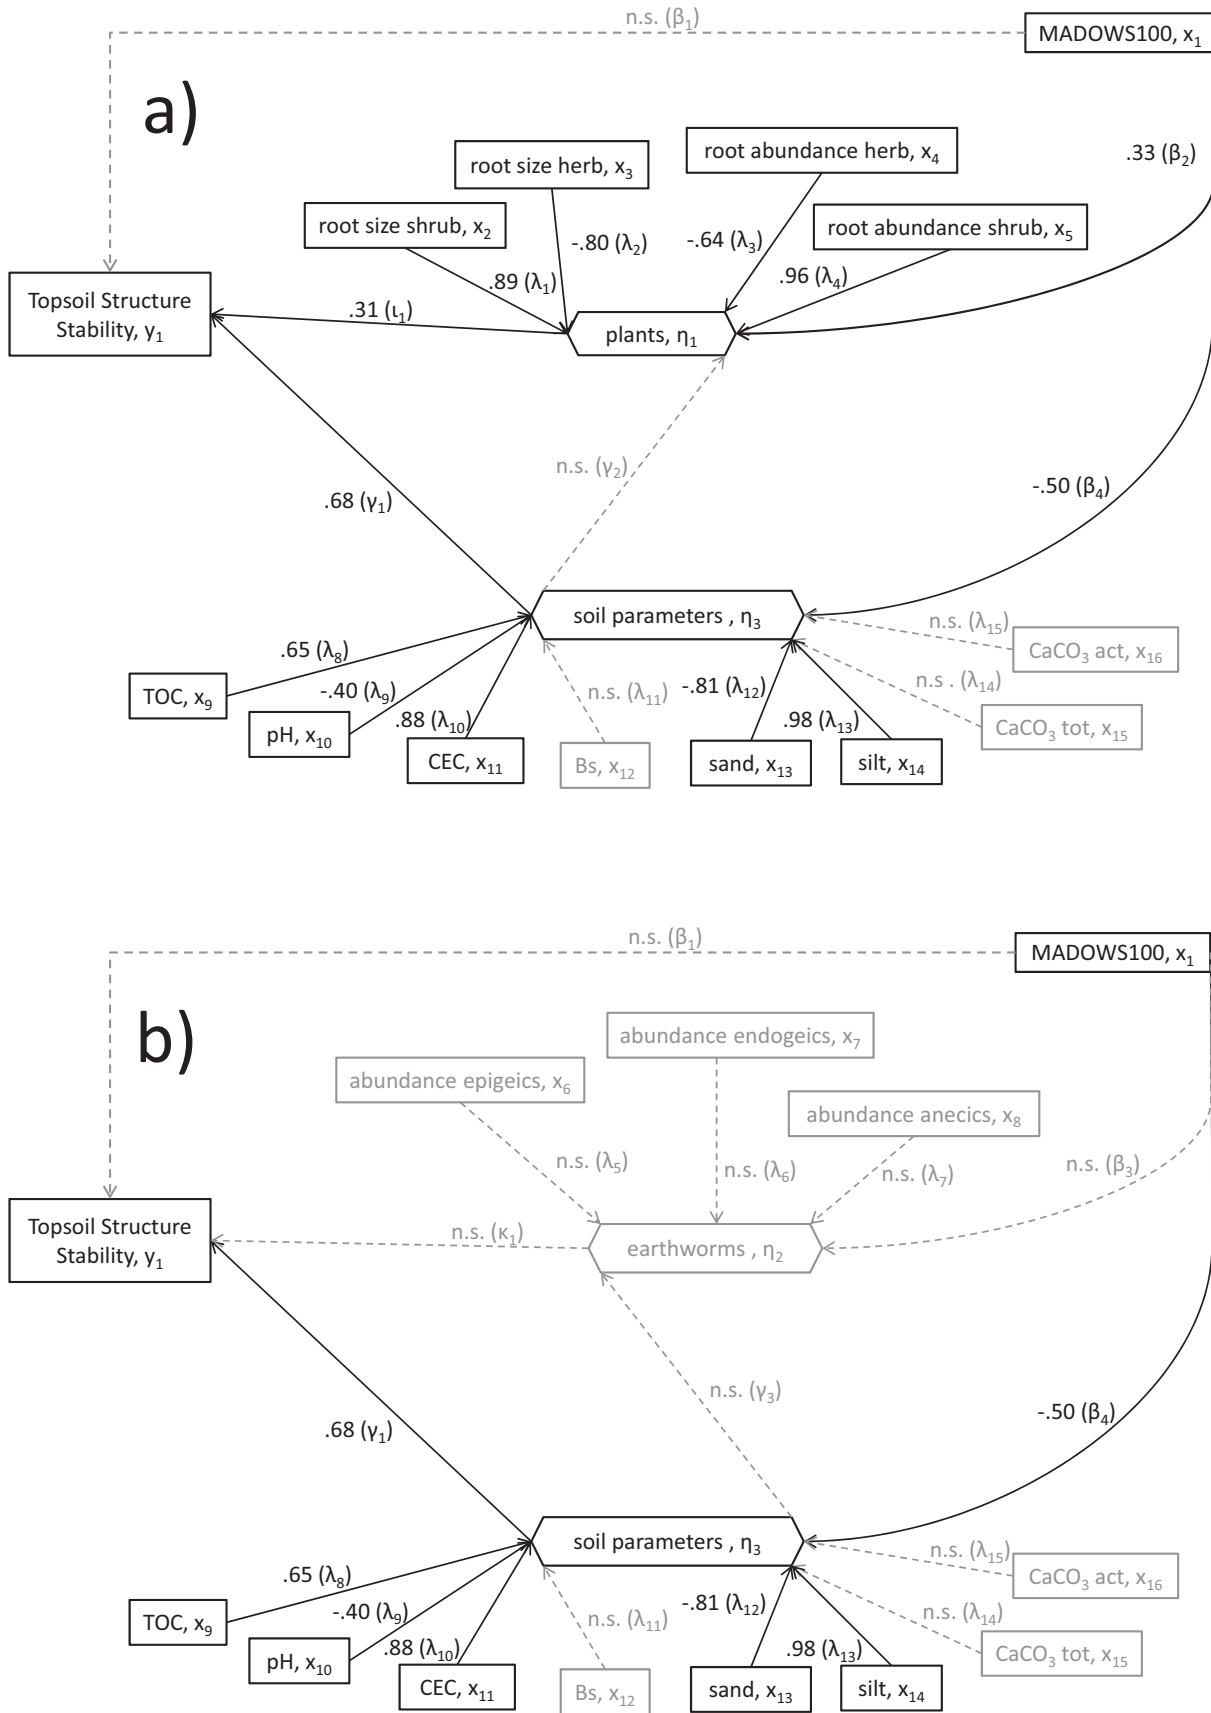 n.s. (β₁)
MADOWS100, x₁
a)
root size herb, x₃
root abundance herb, x₄
.33 (β₂)
root size shrub, x₂
root abundance shrub, x₅
-.80 (λ₂)
-.64 (λ₃)
.89 (λ₁)
.96 (λ₄)
Topsoil Structure
Stability, y₁
.31 (ι₁)
plants, η₁
n.s. (γ₂)
-.50 (β₄)
.68 (γ₁)
soil parameters , η₃
n.s. (λ₁₅)
CaCO₃ act, x₁₆
.65 (λ₈)
-.40 (λ₉)
n.s. (λ₁₁)
-.81 (λ₁₂)
n.s . (λ₁₄)
TOC, x₉
.88 (λ₁₀)
.98 (λ₁₃)
pH, x₁₀
CaCO₃ tot, x₁₅
CEC, x₁₁
Bs, x₁₂
sand, x₁₃
silt, x₁₄
n.s. (β₁)
MADOWS100, x₁
b)
abundance endogeics, x₇
abundance epigeics, x₆
abundance anecics, x₈
n.s. (λ₅)
n.s. (λ₆)
n.s. (λ₇)
n.s. (β₃)
Topsoil Structure
Stability, y₁
n.s. (κ₁)
earthworms , η₂
n.s. (γ₃)
-.50 (β₄)
.68 (γ₁)
soil parameters , η₃
n.s. (λ₁₅)
CaCO₃ act, x₁₆
.65 (λ₈)
-.40 (λ₉)
n.s. (λ₁₁)
-.81 (λ₁₂)
n.s. (λ₁₄)
TOC, x₉
.88 (λ₁₀)
.98 (λ₁₃)
pH, x₁₀
CaCO₃ tot, x₁₅
CEC, x₁₁
Bs, x₁₂
sand, x₁₃
silt, x₁₄